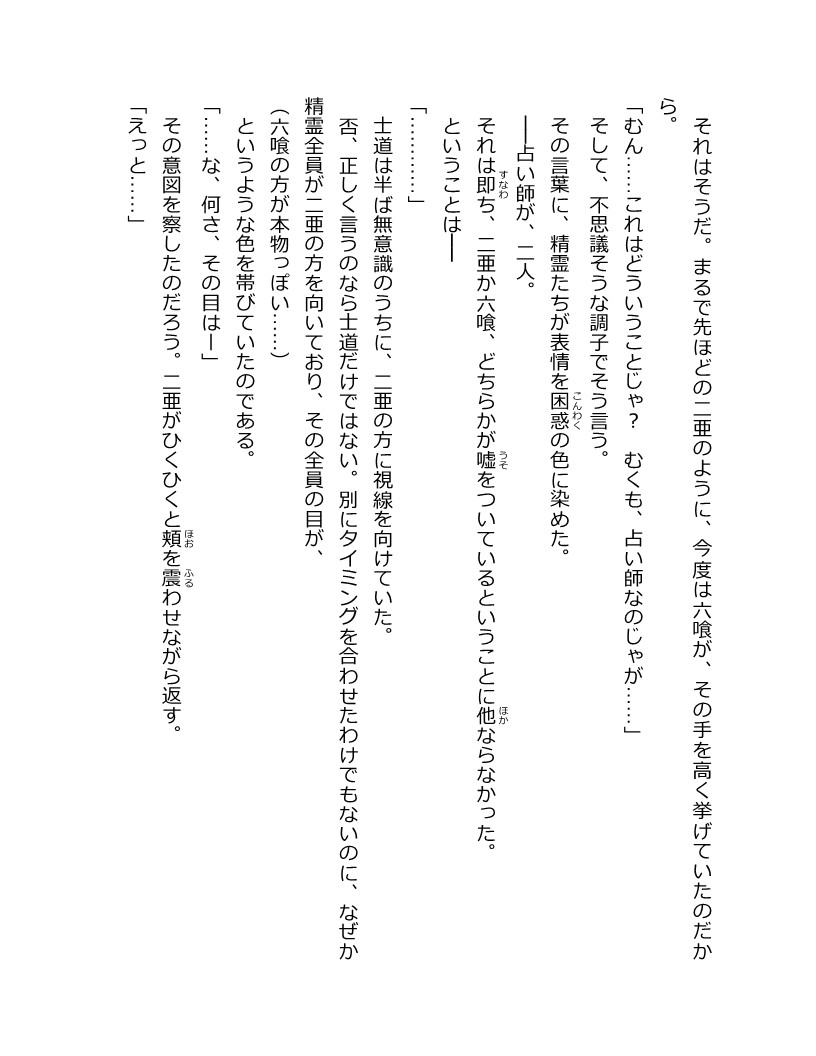 それはそうだ。まるで先ほどの二亜のように、今度は六喰が、その手を高く挙げていたのだか
ら。
「むん……これはどういうことじゃ？　むくも、占い師なのじゃが……」
そして、不思議そうな調子でそう言う。
その言葉に、精霊たちが表情を困惑の色に染めた。
――占い師が、二人。
それは即ち、二亜か六喰、どちらかが嘘をついているということに他ならなかった。
ということは――
「…………」
士道は半ば無意識のうちに、二亜の方に視線を向けていた。
否、正しく言うのなら士道だけではない。別にタイミングを合わせたわけでもないのに、なぜか
精霊全員が二亜の方を向いており、その全員の目が、
（六喰の方が本物っぽい……）
というような色を帯びていたのである。
「……な、何さ、その目は―」
その意図を察したのだろう。二亜がひくひくと頬を震わせながら返す。
「えっと……」